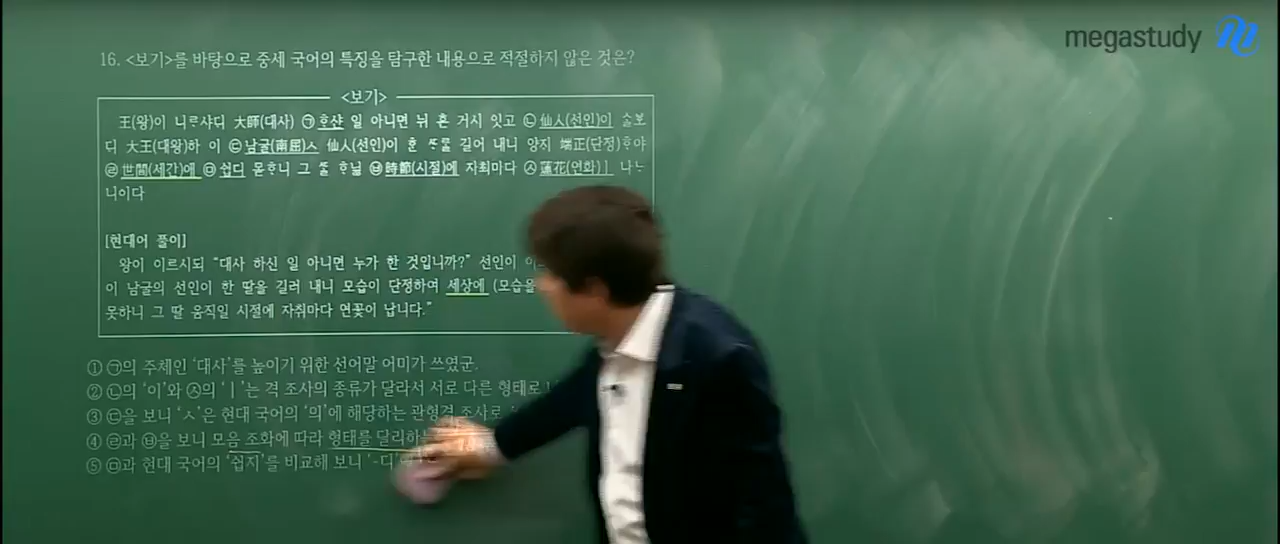 megastudy
16. <보기>를 바탕으로 중세 국어의 특징을 탐구한 내용으로 적절하지 않은 것은?
<보기>
王(왕)이 니ᄅᆞ샤ᄃᆡ 大師(대사) ㉠ᄒᆞ샨 일 아니면 뉘 혼 거시 잇고 ㉡仙人(선인)이 ᄉᆞᆯ보
ᄃᆡ 大王(대왕)하 이 ㉢남굴(南堀)ㅅ 仙人(선인)이 ᄒᆞᆫ ᄯᆞᄅᆞᆯ 길어 내니 양ᄌᆡ 端正(단정)ᄒᆞ야
㉣世間(세간)애 ㉤쉽디 몯ᄒᆞ니 그 ᄯᆞᆯ ᄒᆞ닐 ㉥時節(시절)에 자최마다 ㉦蓮花(연화)ㅣ 나ᄂᆞ
니이다
[현대어 풀이]
왕이 이르시되 “대사 하신 일 아니면 누가 한 것입니까?” 선인이
이 남굴의 선인이 한 딸을 길러 내니 모습이 단정하여 세상에 (모습을
못하니 그 딸 움직일 시절에 자취마다 연꽃이 납니다.”
① ㉠의 주체인 ‘대사’를 높이기 위한 선어말 어미가 쓰였군.
② ㉡의 ‘이’와 ㉦의 ‘ㅣ’는 격 조사의 종류가 달라서 서로 다른 형태로
③ ㉢을 보니 ‘ㅅ’은 현대 국어의 ‘의’에 해당하는 관형격 조사로
④ ㉣과 ㉥을 보니 모음 조화에 따라 형태를 달리하
⑤ ㉤과 현대 국어의 ‘쉽지’를 비교해 보니 ‘-디